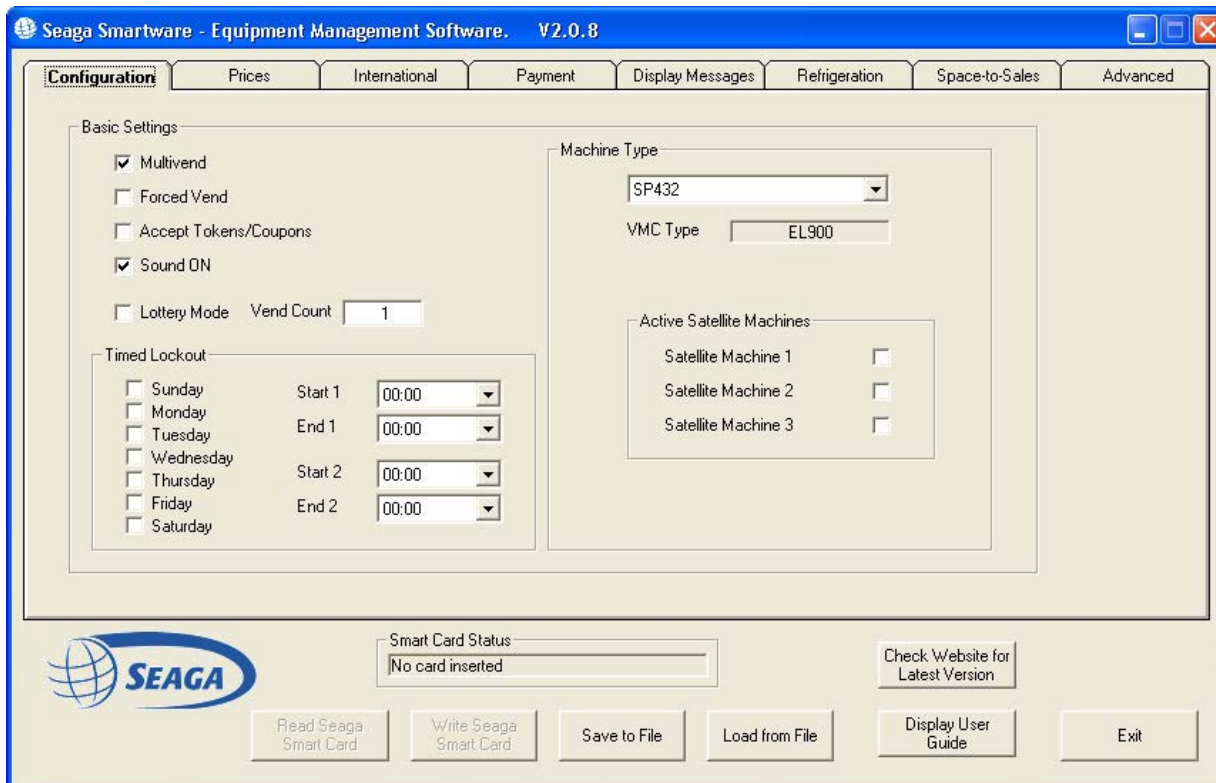 Seaga Smartware - Equipment Management Software. V2.0.8
Configuration
Prices
International
Payment
Display Messages
Refrigeration
Space-to-Sales
Advanced
Basic Settings
Multivend
Forced Vend
Accept Tokens/Coupons
Sound ON
Lottery Mode
Vend Count
1
Timed Lockout
Sunday
Monday
Tuesday
Wednesday
Thursday
Friday
Saturday
Start 1
00:00
End 1
00:00
Start 2
00:00
End 2
00:00
Machine Type
SP432
VMC Type
EL900
Active Satellite Machines
Satellite Machine 1
Satellite Machine 2
Satellite Machine 3
SEAGA
Smart Card Status
No card inserted
Check Website for
Latest Version
Read Seaga
Smart Card
Write Seaga
Smart Card
Save to File
Load from File
Display User
Guide
Exit